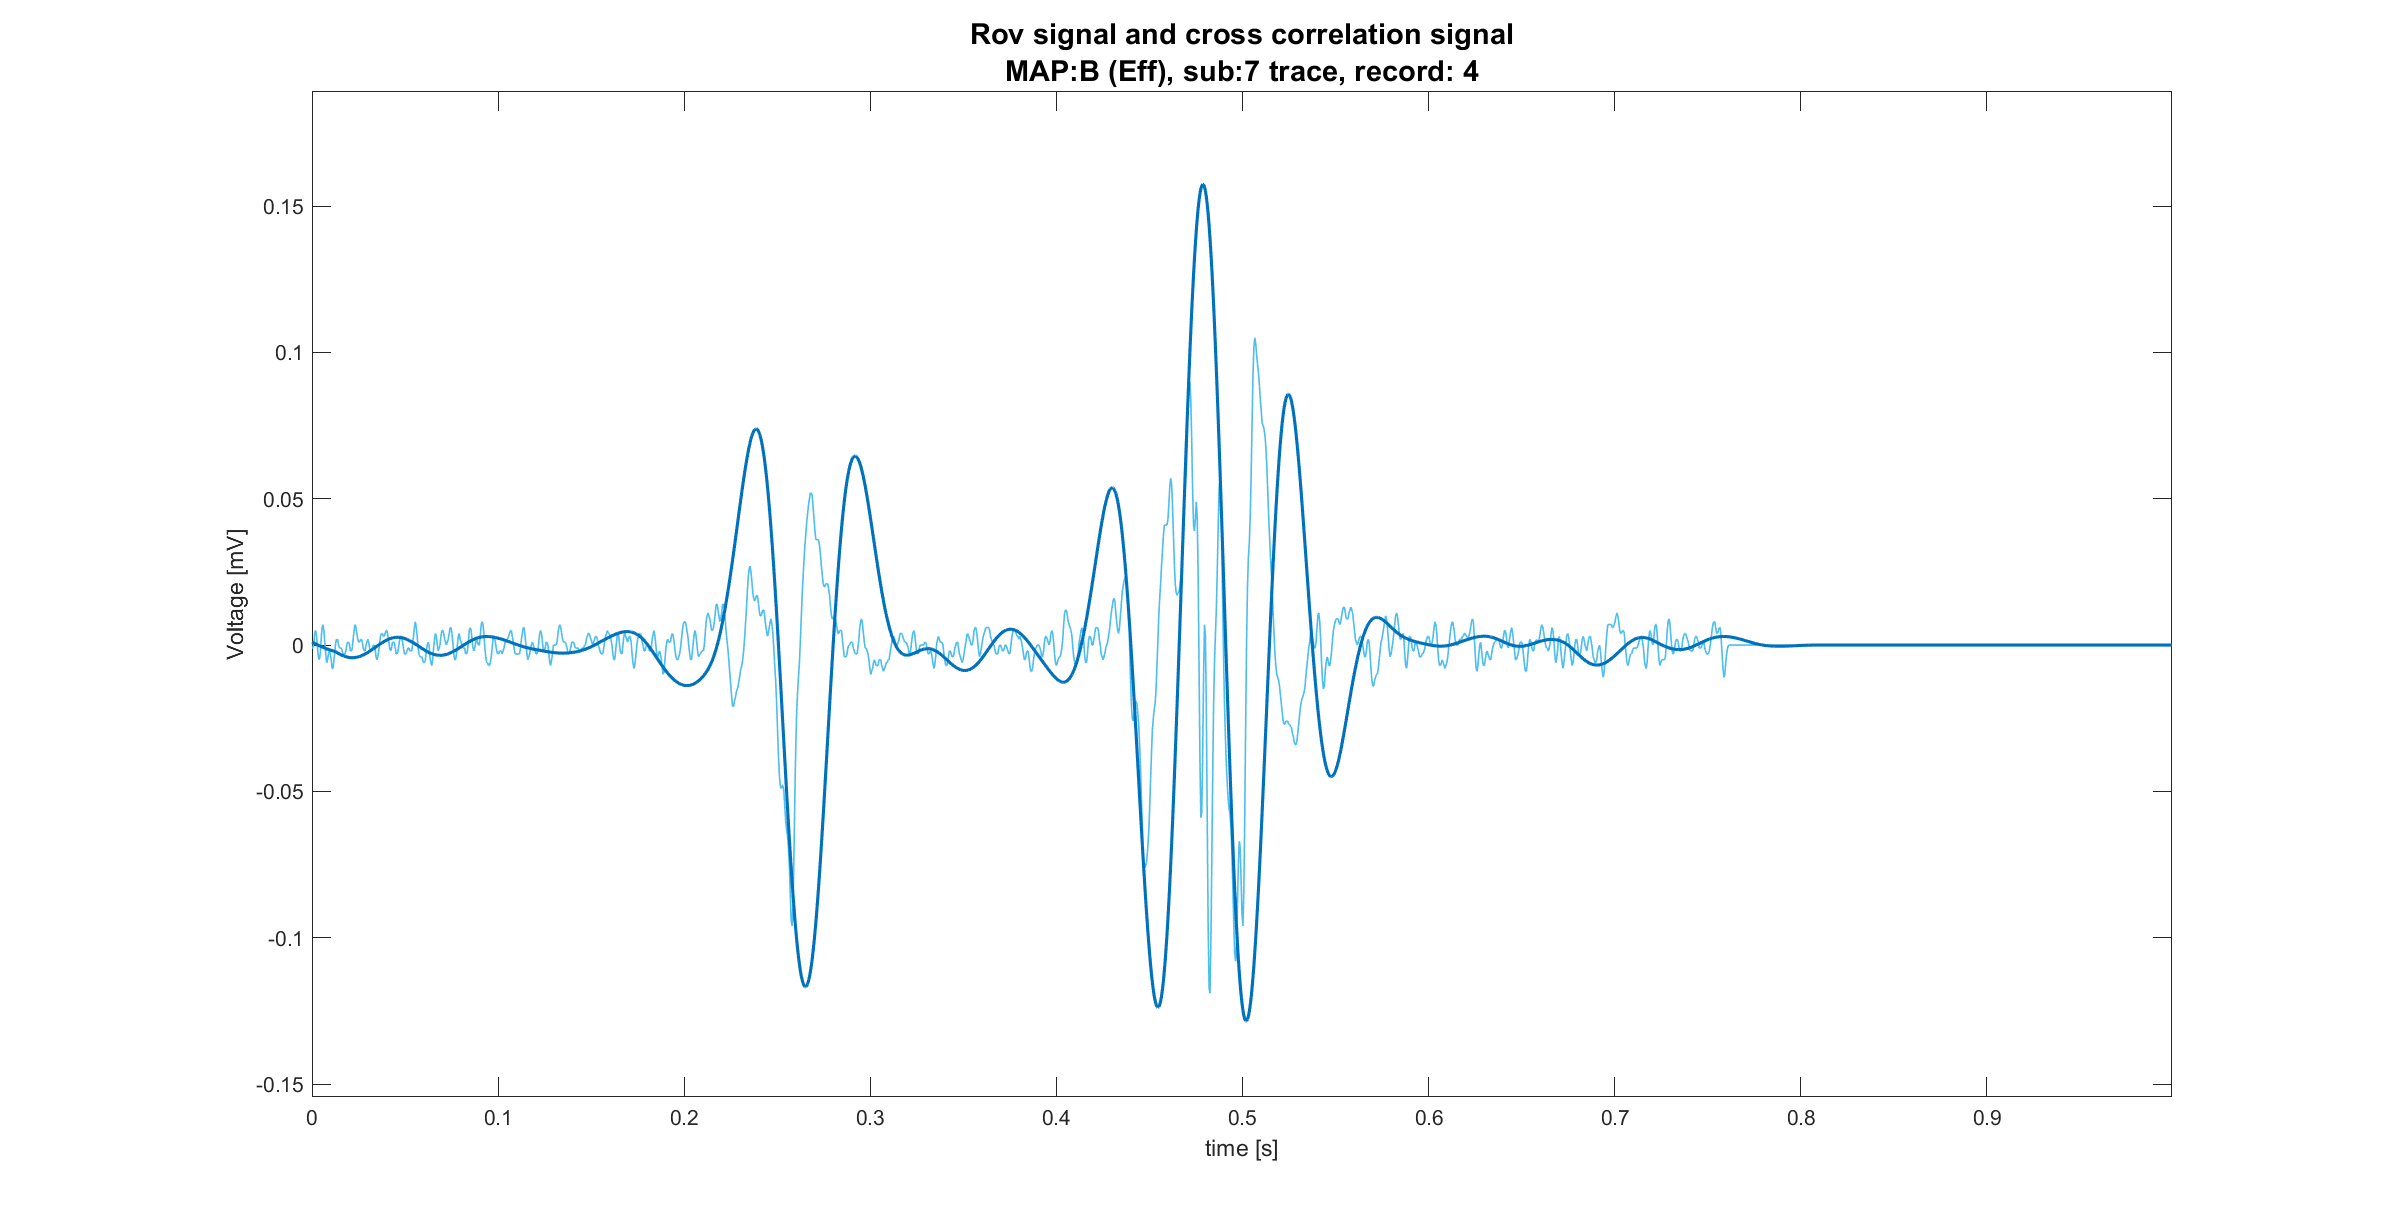 Rov signal and cross correlation signal
MAP:B (Eff), sub:7 trace, record: 4
Voltage [mV]
0.15
0.1
0.05
0
-0.05
-0.1
-0.15
0 0.1 0.2 0.3 0.4 0.5 0.6 0.7 0.8 0.9
time [s]